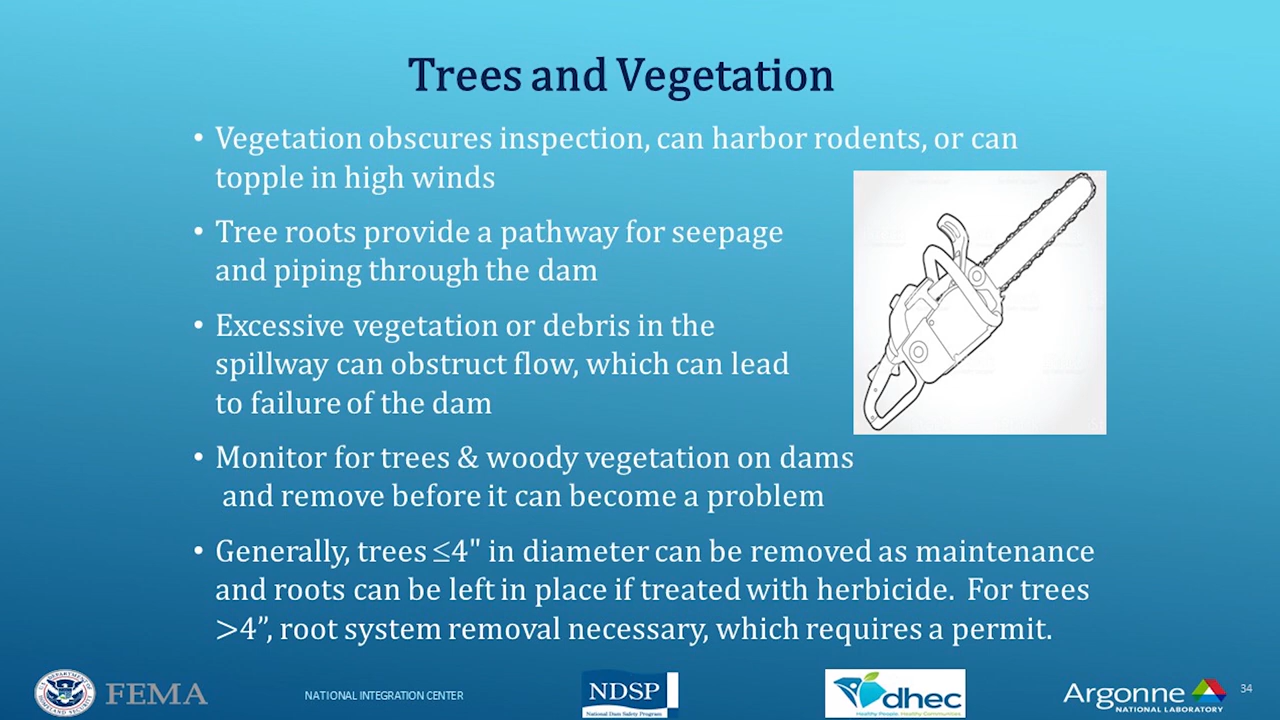 Trees and Vegetation
• Vegetation obscures inspection, can harbor rodents, or can
topple in high winds
• Tree roots provide a pathway for seepage
and piping through the dam
• Excessive vegetation or debris in the
spillway can obstruct flow, which can lead
to failure of the dam
• Monitor for trees & woody vegetation on dams
and remove before it can become a problem
• Generally, trees ≤4" in diameter can be removed as maintenance
and roots can be left in place if treated with herbicide. For trees
>4”, root system removal necessary, which requires a permit.
FEMA
NATIONAL INTEGRATION CENTER
NDSP
National Dam Safety Program
dhec
Healthy People. Healthy Communities.
Argonne
NATIONAL LABORATORY
34